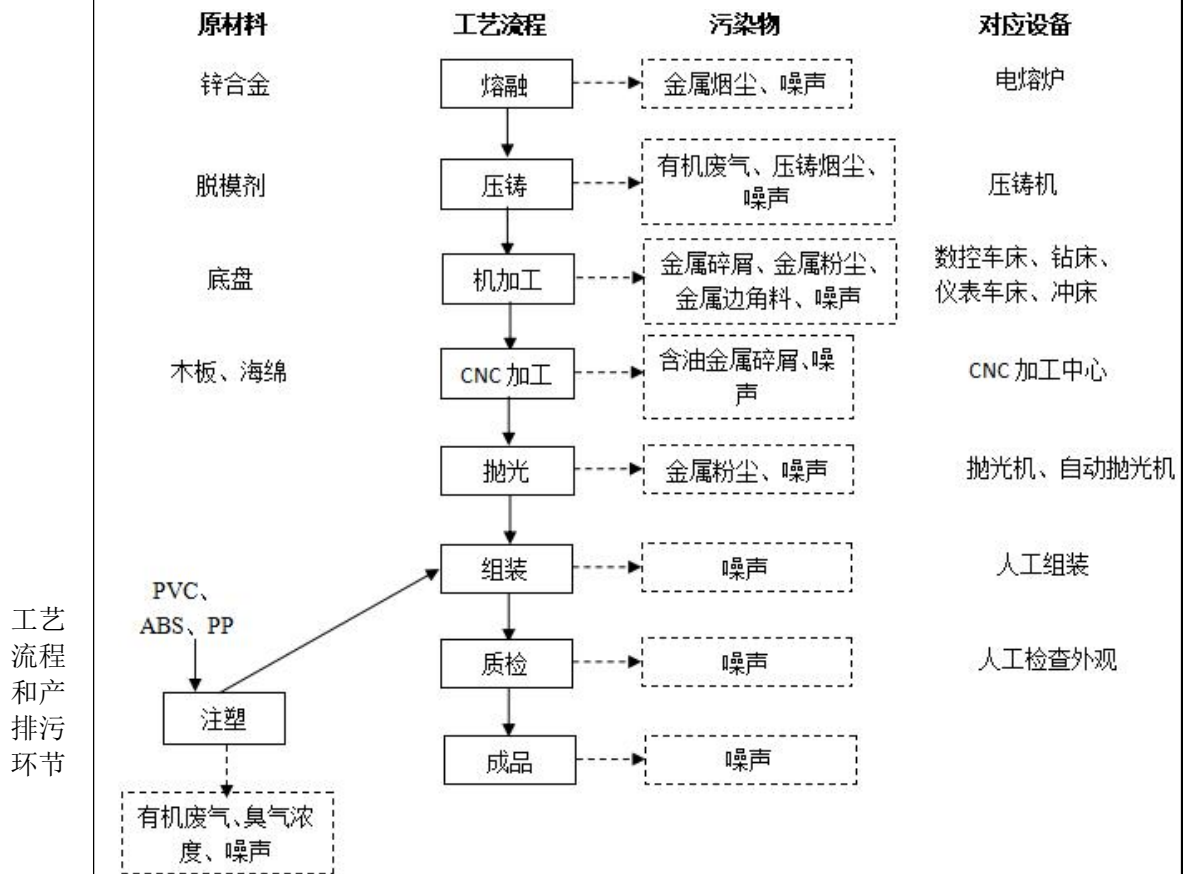 原材料 工艺流程 污染物 对应设备
锌合金 熔融 金属烟尘、噪声 电熔炉
脱模剂 压铸 有机废气、压铸烟尘、
噪声 压铸机
底盘 机加工 金属碎屑、金属粉尘、
金属边角料、噪声 数控车床、钻床、
仪表车床、冲床
木板、海绵 CNC 加工 含油金属碎屑、噪
声 CNC 加工中心
抛光 金属粉尘、噪声 抛光机、自动抛光机
组装 噪声 人工组装
PVC、
ABS、PP
质检 噪声 人工检查外观
注塑
成品 噪声
有机废气、臭气浓
度、噪声
工艺
流程
和产
排污
环节